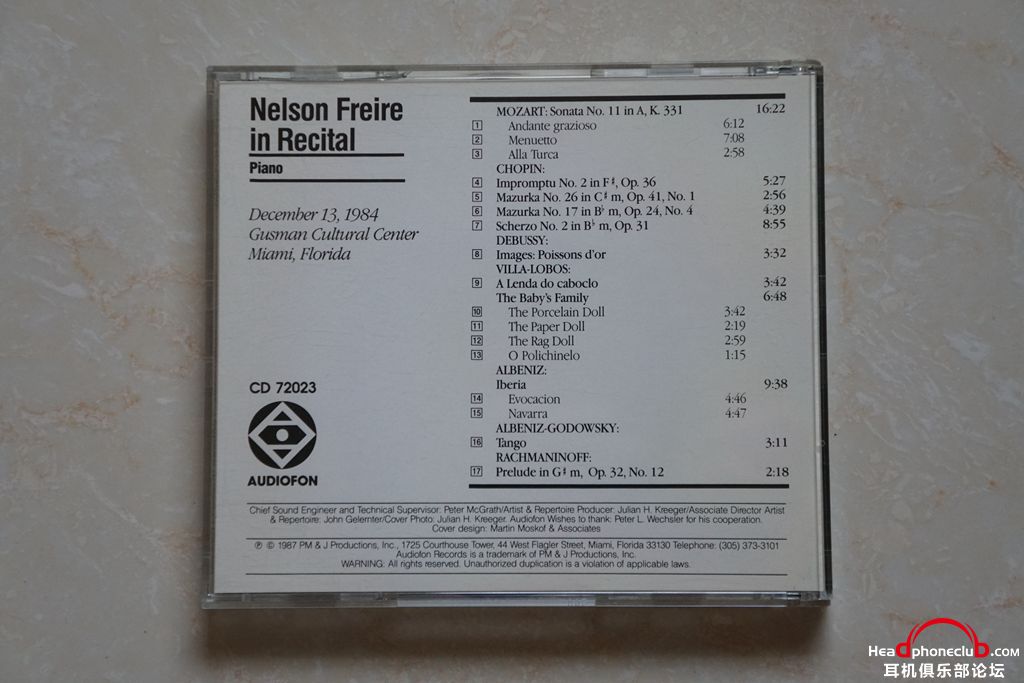 Nelson Freire
in Recital
Piano
December 13, 1984
Gusman Cultural Center
Miami, Florida
CD 72023
AUDIOFON
MOZART: Sonata No. 11 in A, K. 331 16:22
1 Andante grazioso 6:12
2 Menuetto 7:08
3 Alla Turca 2:58
CHOPIN:
4 Impromptu No. 2 in F♯, Op. 36 5:27
5 Mazurka No. 26 in C♯ m, Op. 41, No. 1 2:56
6 Mazurka No. 17 in B♭ m, Op. 24, No. 4 4:39
7 Scherzo No. 2 in B♭ m, Op. 31 8:55
DEBUSSY:
8 Images: Poissons d'or 3:32
VILLA-LOBOS:
9 A Lenda do caboclo 3:42
The Baby's Family 6:48
10 The Porcelain Doll 3:42
11 The Paper Doll 2:19
12 The Rag Doll 2:59
13 O Polichinelo 1:15
ALBENIZ:
Iberia 9:38
14 Evocacion 4:46
15 Navarra 4:47
ALBENIZ-GODOWSKY:
16 Tango 3:11
RACHMANINOFF:
17 Prelude in G♯ m, Op. 32, No. 12 2:18
Chief Sound Engineer and Technical Supervisor: Peter McGrath/Artist & Repertoire Producer: Julian H. Kreeger/Associate Director Artist
& Repertoire: John Gelernter/Cover Photo: Julian H. Kreeger. Audiofon Wishes to thank: Peter L. Wechsler for his cooperation.
Cover design: Martin Moskof & Associates
℗ © 1987 PM & J Productions, Inc., 1725 Courthouse Tower, 44 West Flagler Street, Miami, Florida 33130 Telephone: (305) 373-3101
Audiofon Records is a trademark of PM & J Productions, Inc.
WARNING: All rights reserved. Unauthorized duplication is a violation of applicable laws.
HeadphoneclubD.com
耳机俱乐部论坛